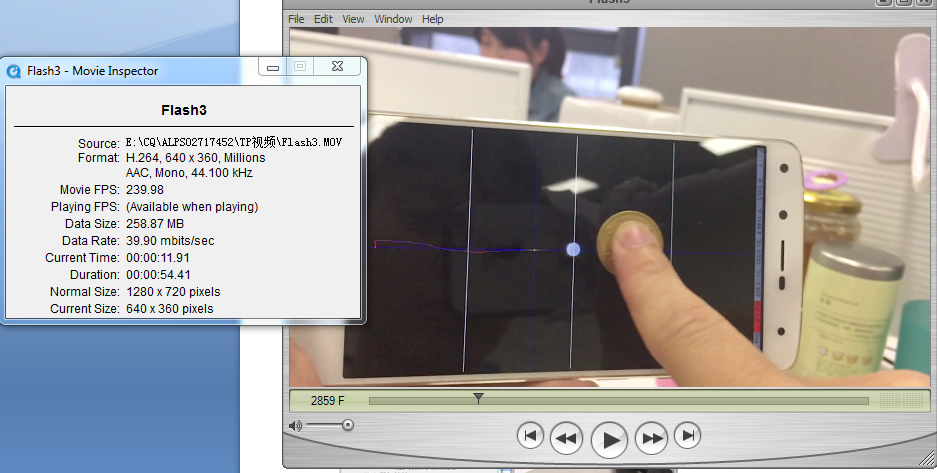 Flash3
File Edit View Window Help
Flash3 - Movie Inspector
Flash3
Source: E:\CQ\ALPS02717452\TP视频\Flash3.MOV
Format: H.264, 640 x 360, Millions
AAC, Mono, 44.100 kHz
Movie FPS: 239.98
Playing FPS: (Available when playing)
Data Size: 258.87 MB
Data Rate: 39.90 mbits/sec
Current Time: 00:00:11.91
Duration: 00:00:54.41
Normal Size: 1280 x 720 pixels
Current Size: 640 x 360 pixels
2859 F